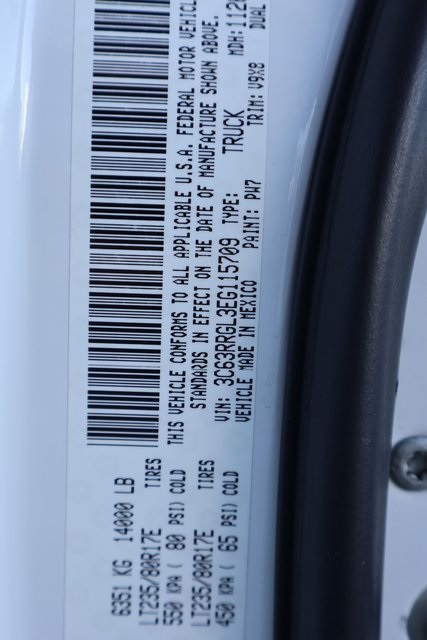 6351 KG 14000 LB
LT235/80R17E TIRES
550 KPA ( 80 PSI) COLD
LT235/80R17E TIRES
450 KPA ( 65 PSI) COLD
THIS VEHICLE CONFORMS TO ALL APPLICABLE U.S.A. FEDERAL MOTOR VEHICL
STANDARDS IN EFFECT ON THE DATE OF MANUFACTURE SHOWN ABOVE.
VIN: 3C63RRGL3EG115709 TYPE: TRUCK MDH: 112
VEHICLE MADE IN MEXICO PAINT: PW7 TRIM: V9X8 DUAL